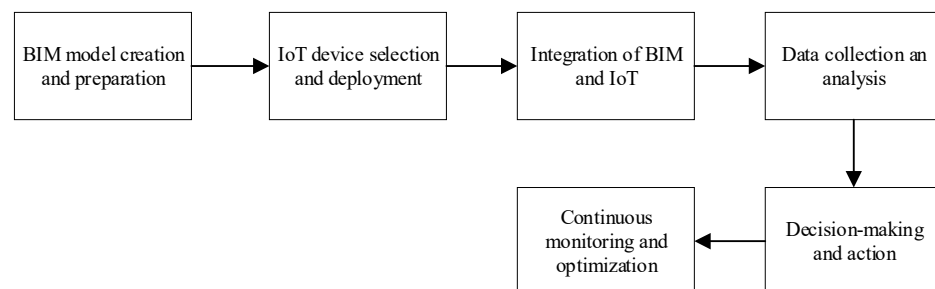 BIM model creation
and preparation
IoT device selection
and deployment
Integration of BIM
and IoT
Data collection an
analysis
Decision-making
and action
Continuous
monitoring and
optimization